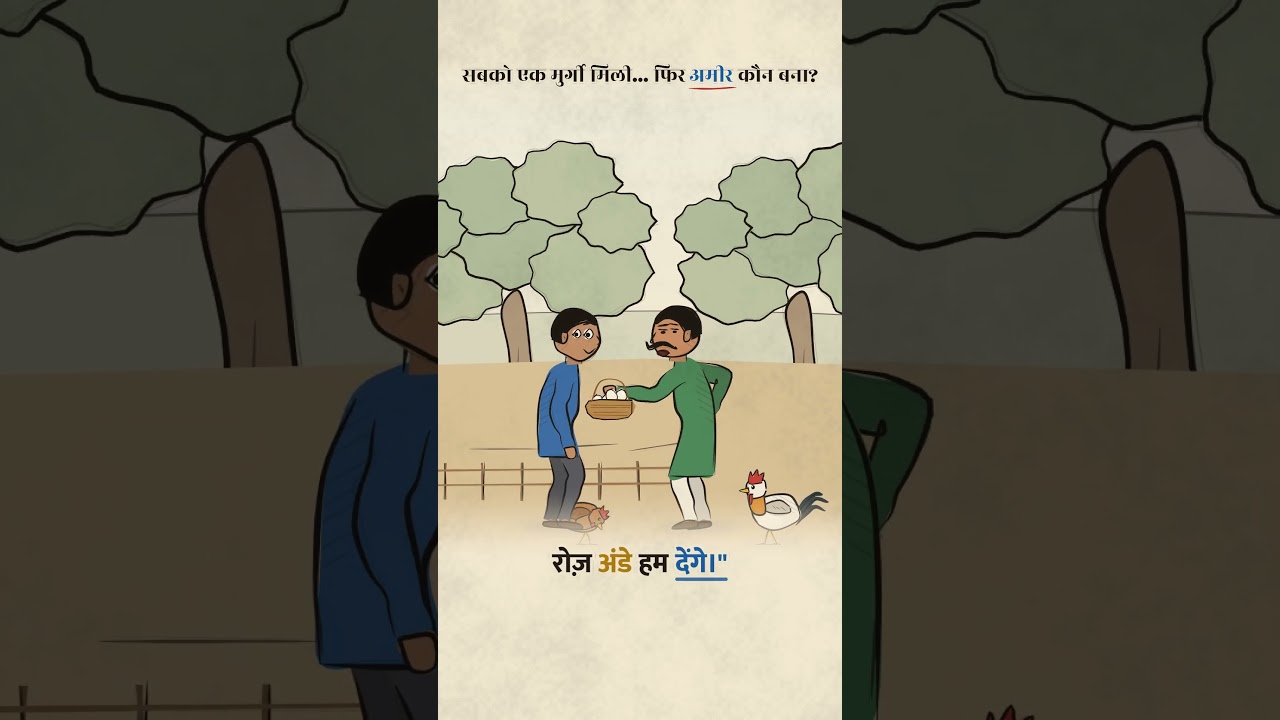 सबको एक मुर्गी मिली... फिर अमीर कौन बना?
रोज़ अंडे हम देंगे।"